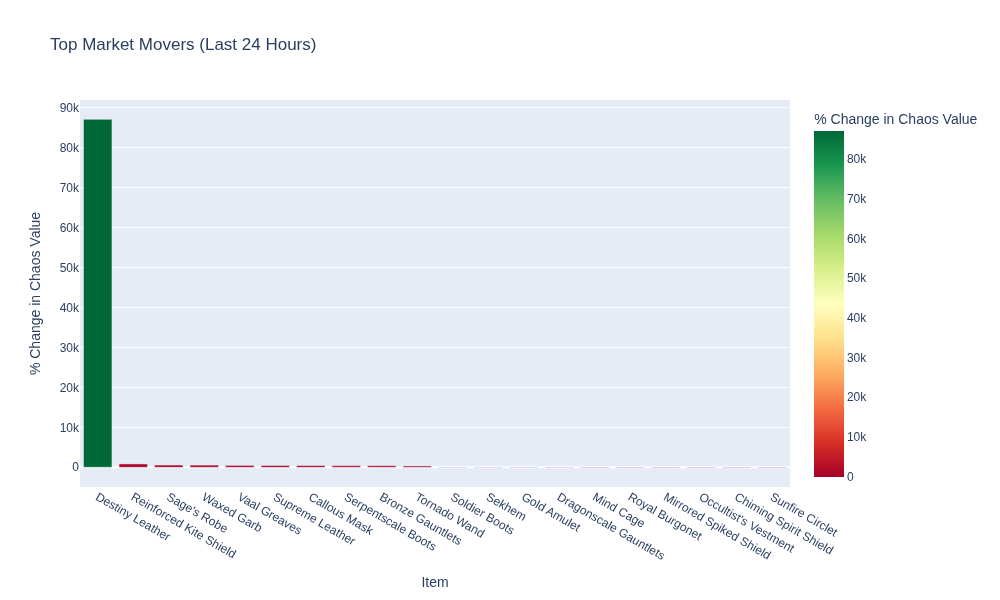 Top Market Movers (Last 24 Hours)
% Change in Chaos Value
90k
80k
70k
60k
50k
40k
30k
20k
10k
0
% Change in Chaos Value
80k
70k
60k
50k
40k
30k
20k
10k
0
Destiny Leather
Reinforced Kite Shield
Sage's Robe
Waxed Garb
Vaal Greaves
Supreme Leather
Callous Mask
Serpentscale Boots
Bronze Gauntlets
Tornado Wand
Soldier Boots
Sekhem
Gold Amulet
Dragonscale Gauntlets
Mind Cage
Royal Burgonet
Mirrored Spiked Shield
Occultist's Vestment
Chiming Spirit Shield
Sunfire Circlet
Item